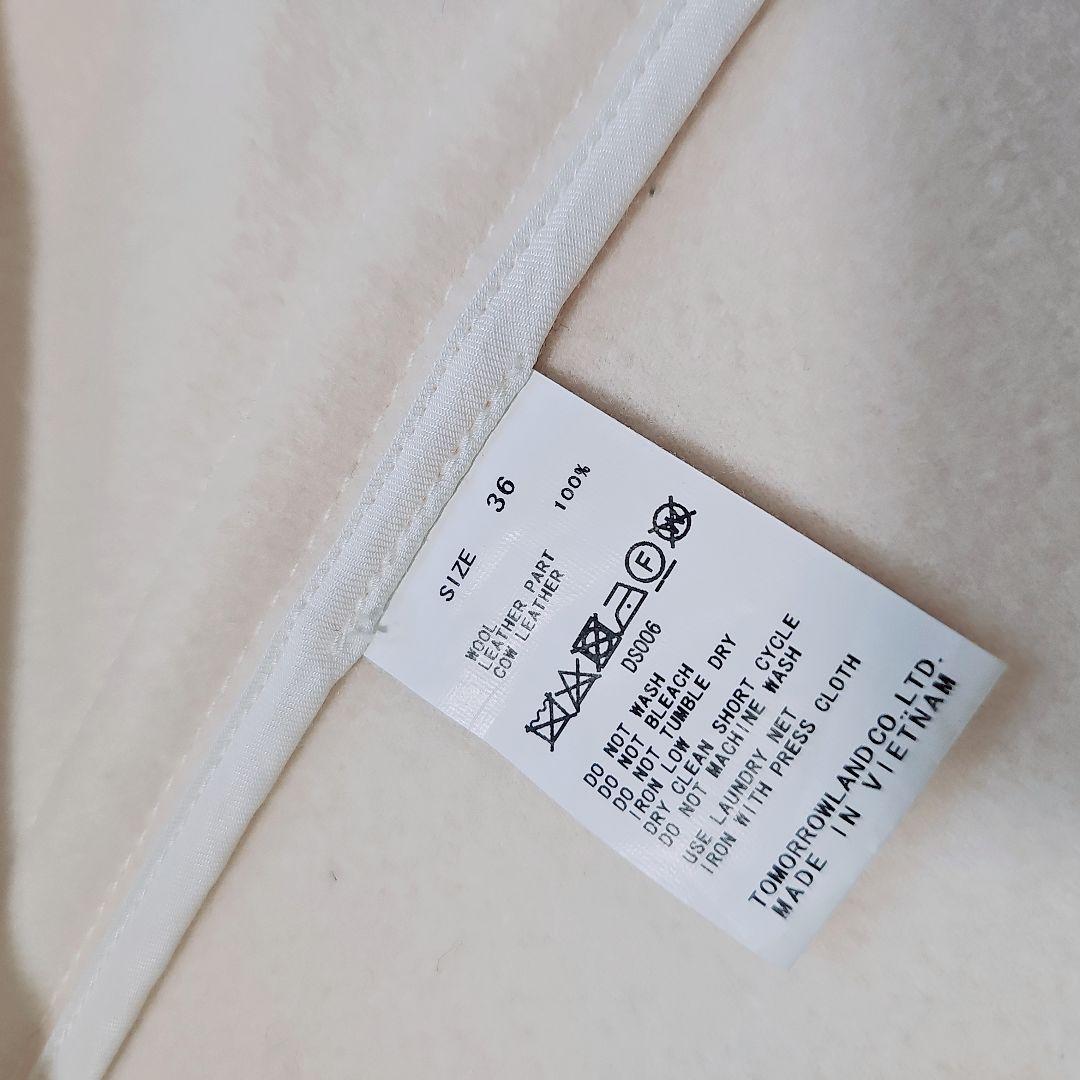 SIZE 36
WOOL 100%
LEATHER PART
COW LEATHER
F W
DS006
DO NOT WASH
DO NOT BLEACH
DO NOT TUMBLE DRY
IRON LOW
DRY CLEAN SHORT CYCLE
DO NOT MACHINE WASH
USE LAUNDRY NET
IRON WITH PRESS CLOTH
TOMORROWLAND CO.,LTD.
MADE IN VIETNAM